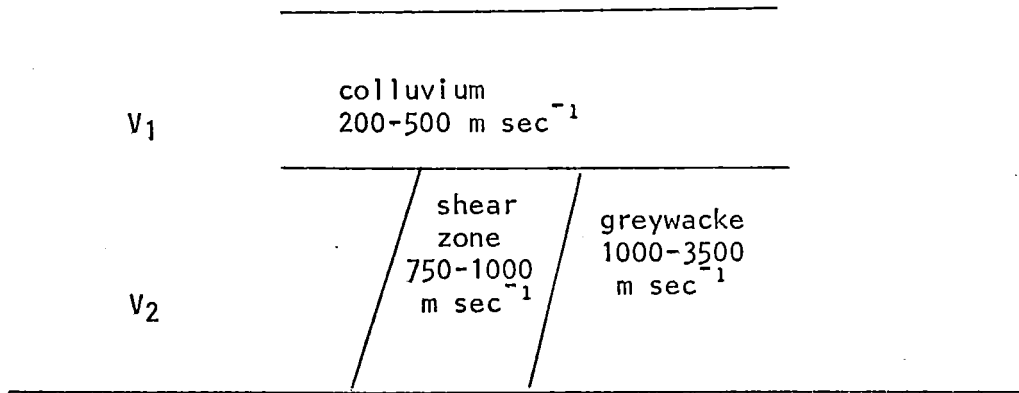 V₁
colluvium
200-500 m sec⁻¹
V₂
shear
zone
750-1000
m sec⁻¹
greywacke
1000-3500
m sec⁻¹